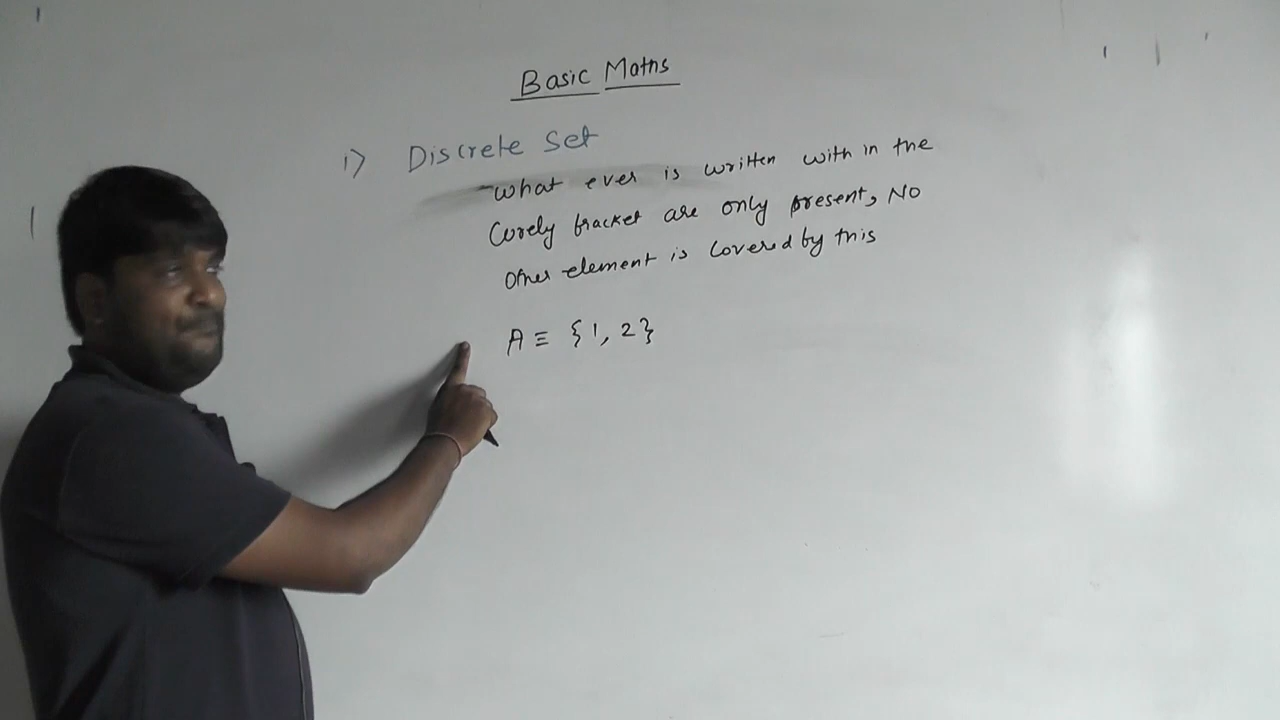 Basic Maths
i) Discrete Set
What ever is written with in the
Curely bracket are only present, No
Other element is Covered by this
A ≡ {1, 2}